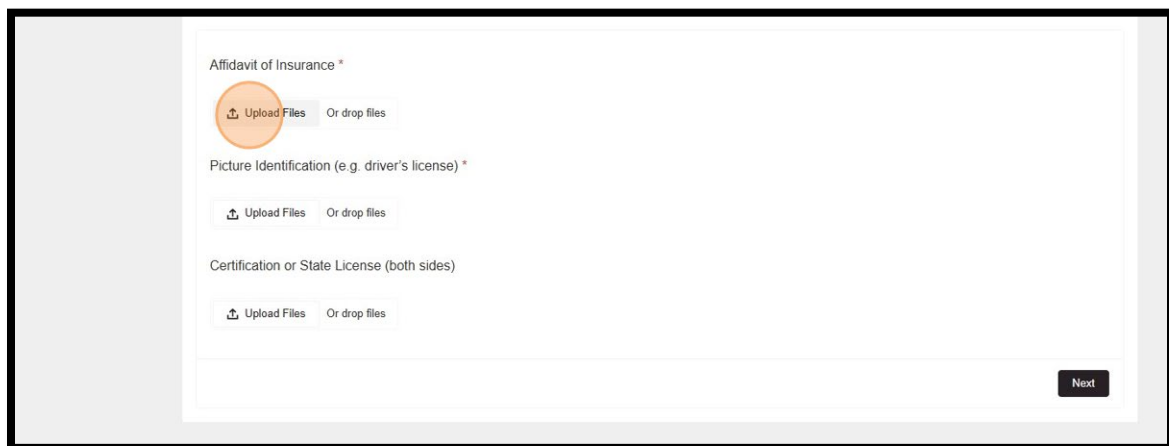 Affidavit of Insurance *
Upload Files Or drop files
Picture Identification (e.g. driver's license) *
Upload Files Or drop files
Certification or State License (both sides)
Upload Files Or drop files
Next